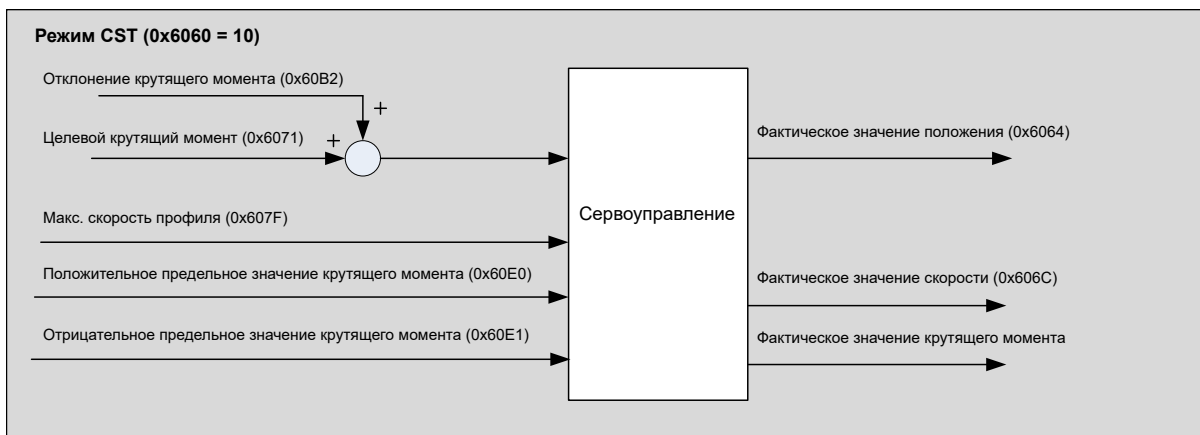 Режим CST (0x6060 = 10)
Отклонение крутящего момента (0x60B2)
+
Целевой крутящий момент (0x6071)
+
Фактическое значение положения (0x6064)
Макс. скорость профиля (0x607F)
Сервоуправление
Положительное предельное значение крутящего момента (0x60E0)
Фактическое значение скорости (0x606C)
Отрицательное предельное значение крутящего момента (0x60E1)
Фактическое значение крутящего момента